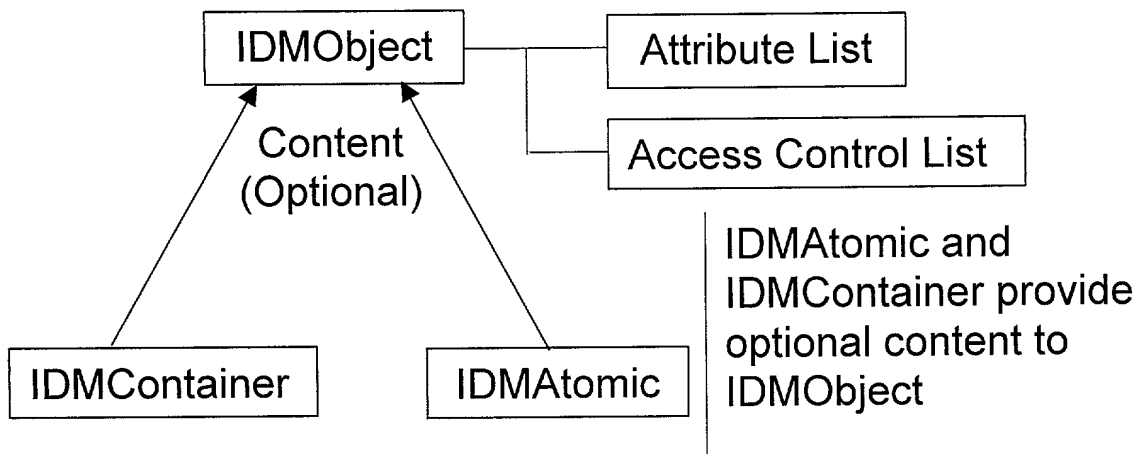 IDMObject
Attribute List
Content
(Optional)
Access Control List
IDMAtomic and
IDMContainer provide
optional content to
IDMObject
IDMContainer
IDMAtomic